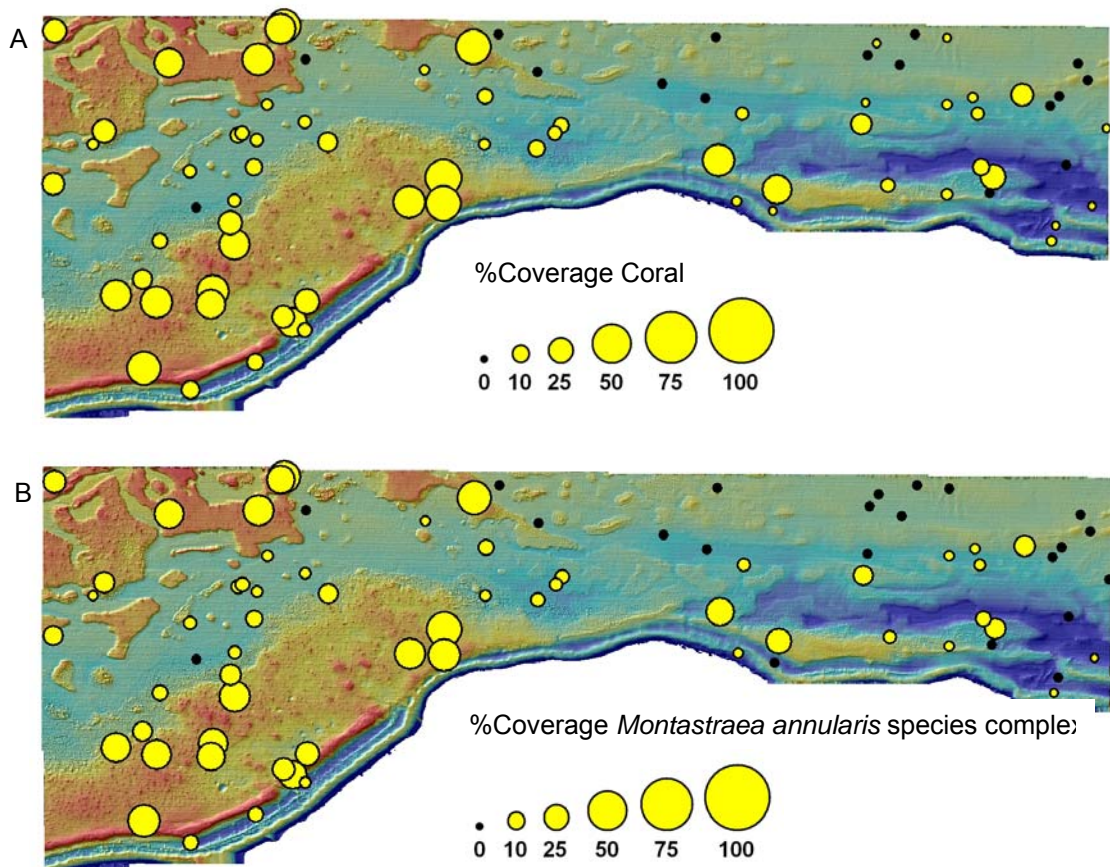 A
%Coverage Coral
0 10 25 50 75 100
B
%Coverage Montastraea annularis species complex
0 10 25 50 75 100